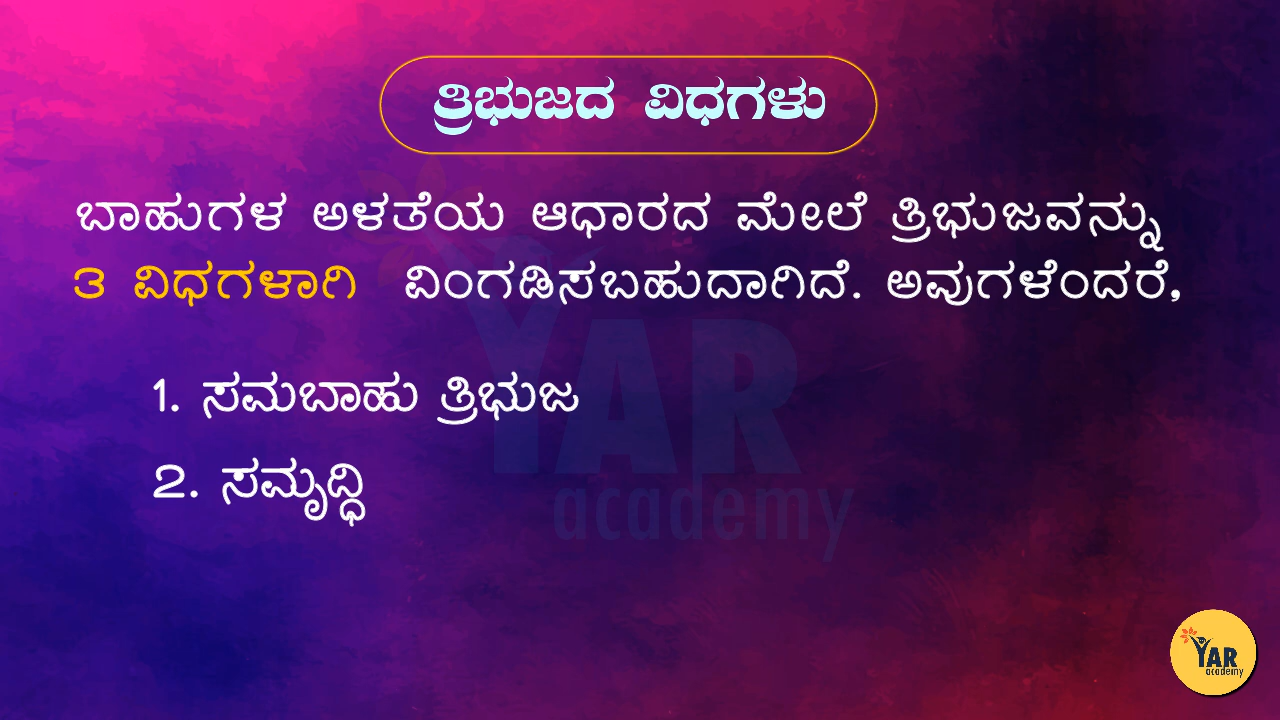 ತ್ರಿಭುಜದ ವಿಧಗಳು
ಬಾಹುಗಳ ಅಳತೆಯ ಆಧಾರದ ಮೇಲೆ ತ್ರಿಭುಜವನ್ನು
3 ವಿಧಗಳಾಗಿ ವಿಂಗಡಿಸಬಹುದಾಗಿದೆ. ಅವುಗಳೆಂದರೆ,
1. ಸಮಬಾಹು ತ್ರಿಭುಜ
2. ಸಮೃದ್ಧಿ
YAR
academy
YAR
academy